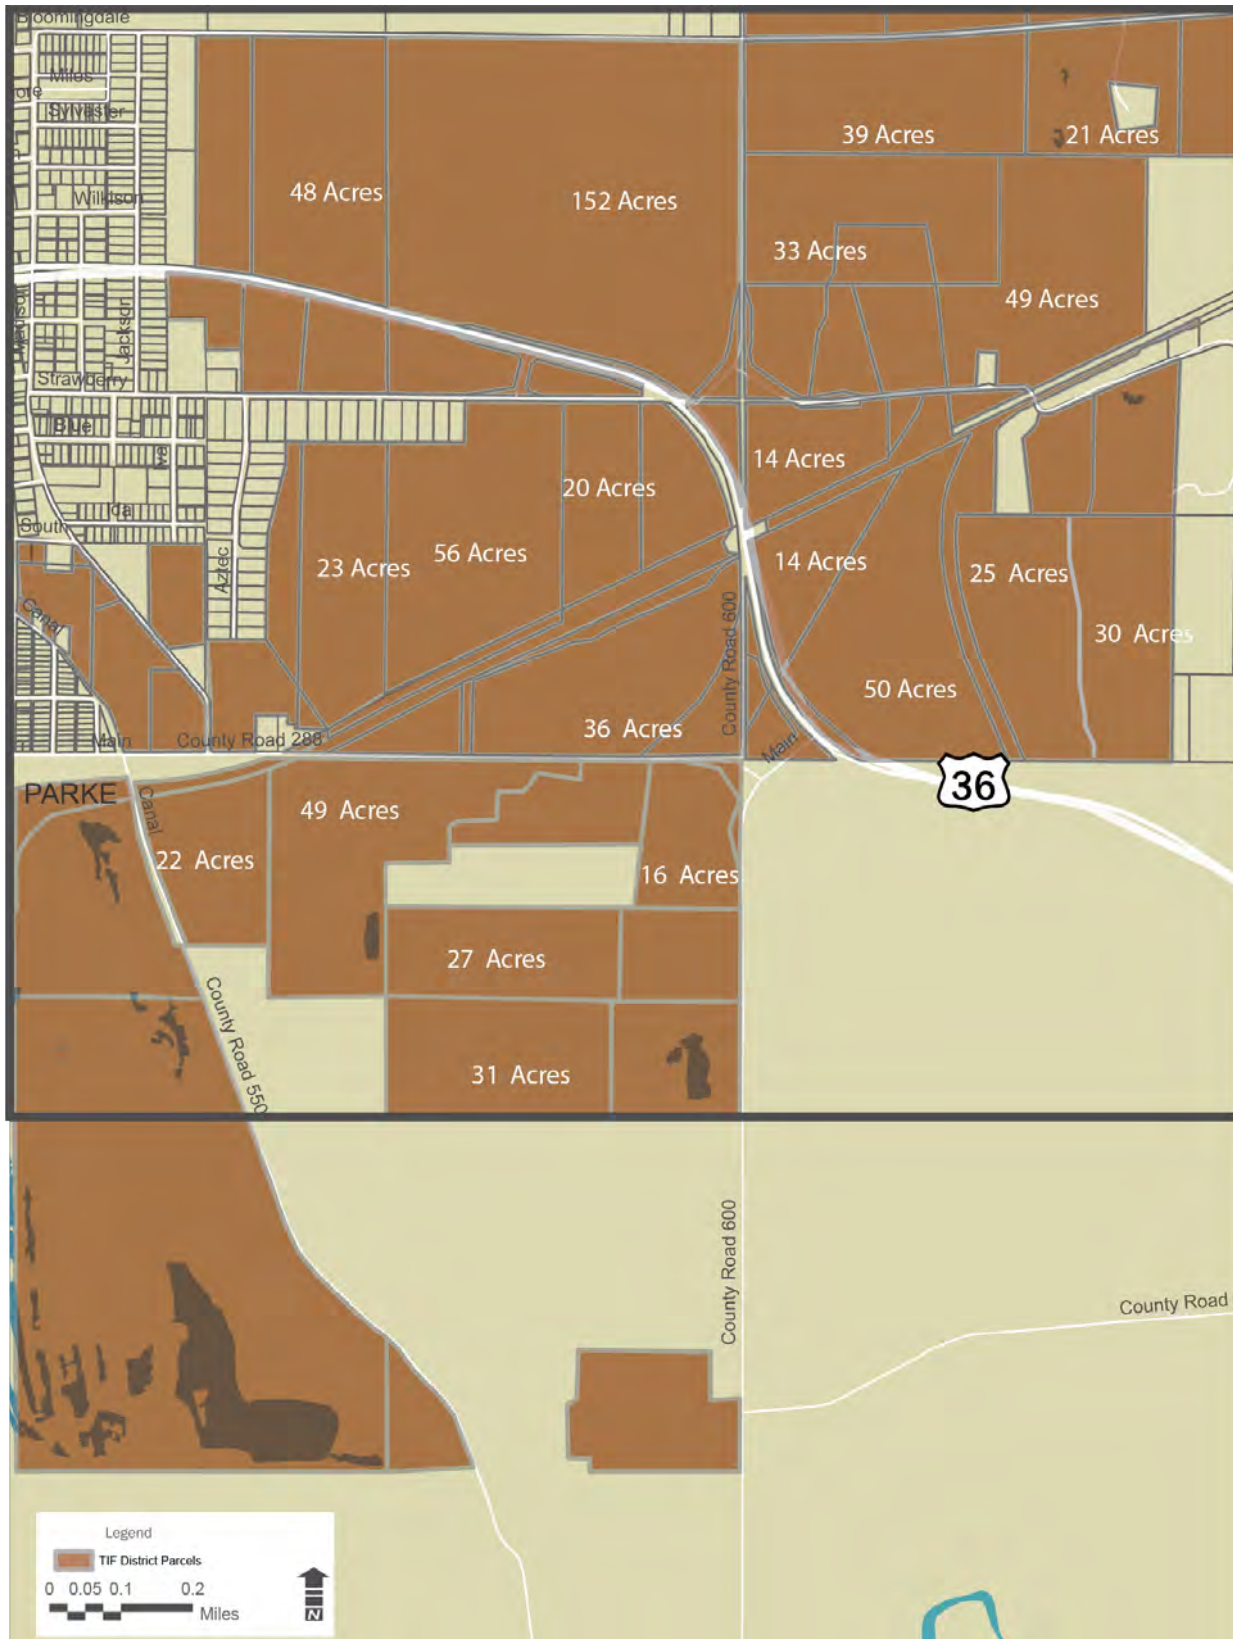 Bloomingdale
Miles
ore
Sylvester
39 Acres
21 Acres
48 Acres
152 Acres
Wilkison
33 Acres
49 Acres
Madison
Jackson
Strawberry
Blue
Iva
14 Acres
20 Acres
Ida
South
56 Acres
23 Acres
Aztec
14 Acres
25 Acres
Canal
County Road 600
30 Acres
50 Acres
36 Acres
Main
County Road 288
Main
36
PARKE
Canal
49 Acres
22 Acres
16 Acres
27 Acres
County Road 550
31 Acres
County Road 600
County Road
Legend
TIF District Parcels
0 0.05 0.1 0.2
Miles
N